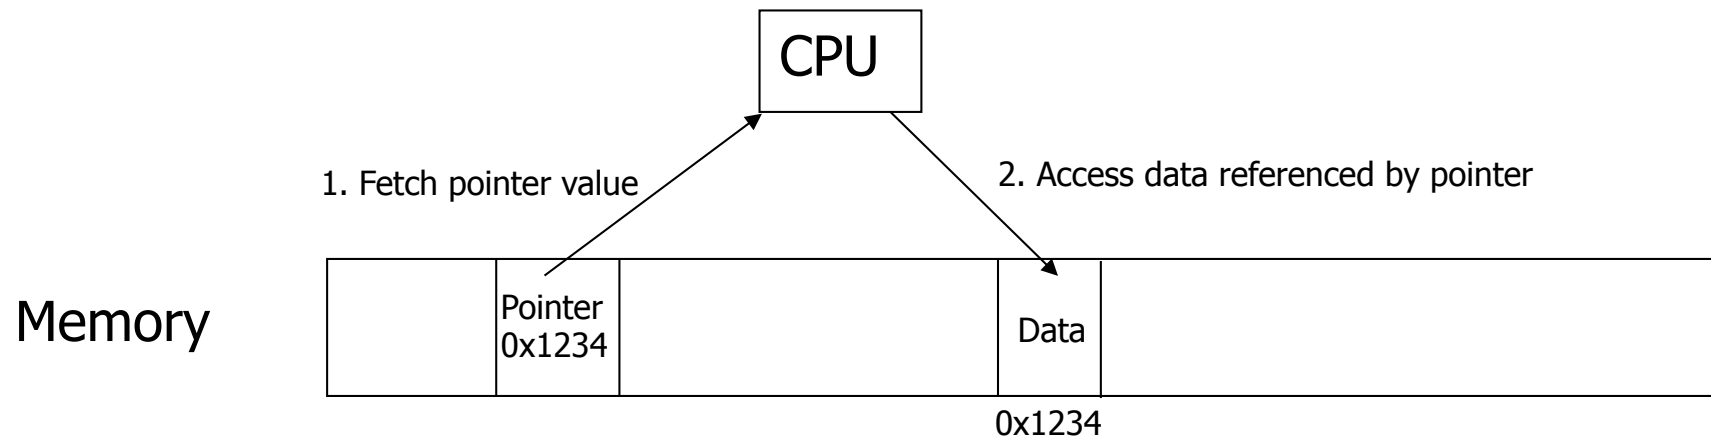 CPU
1. Fetch pointer value
2. Access data referenced by pointer
Memory
Pointer
0x1234
Data
0x1234